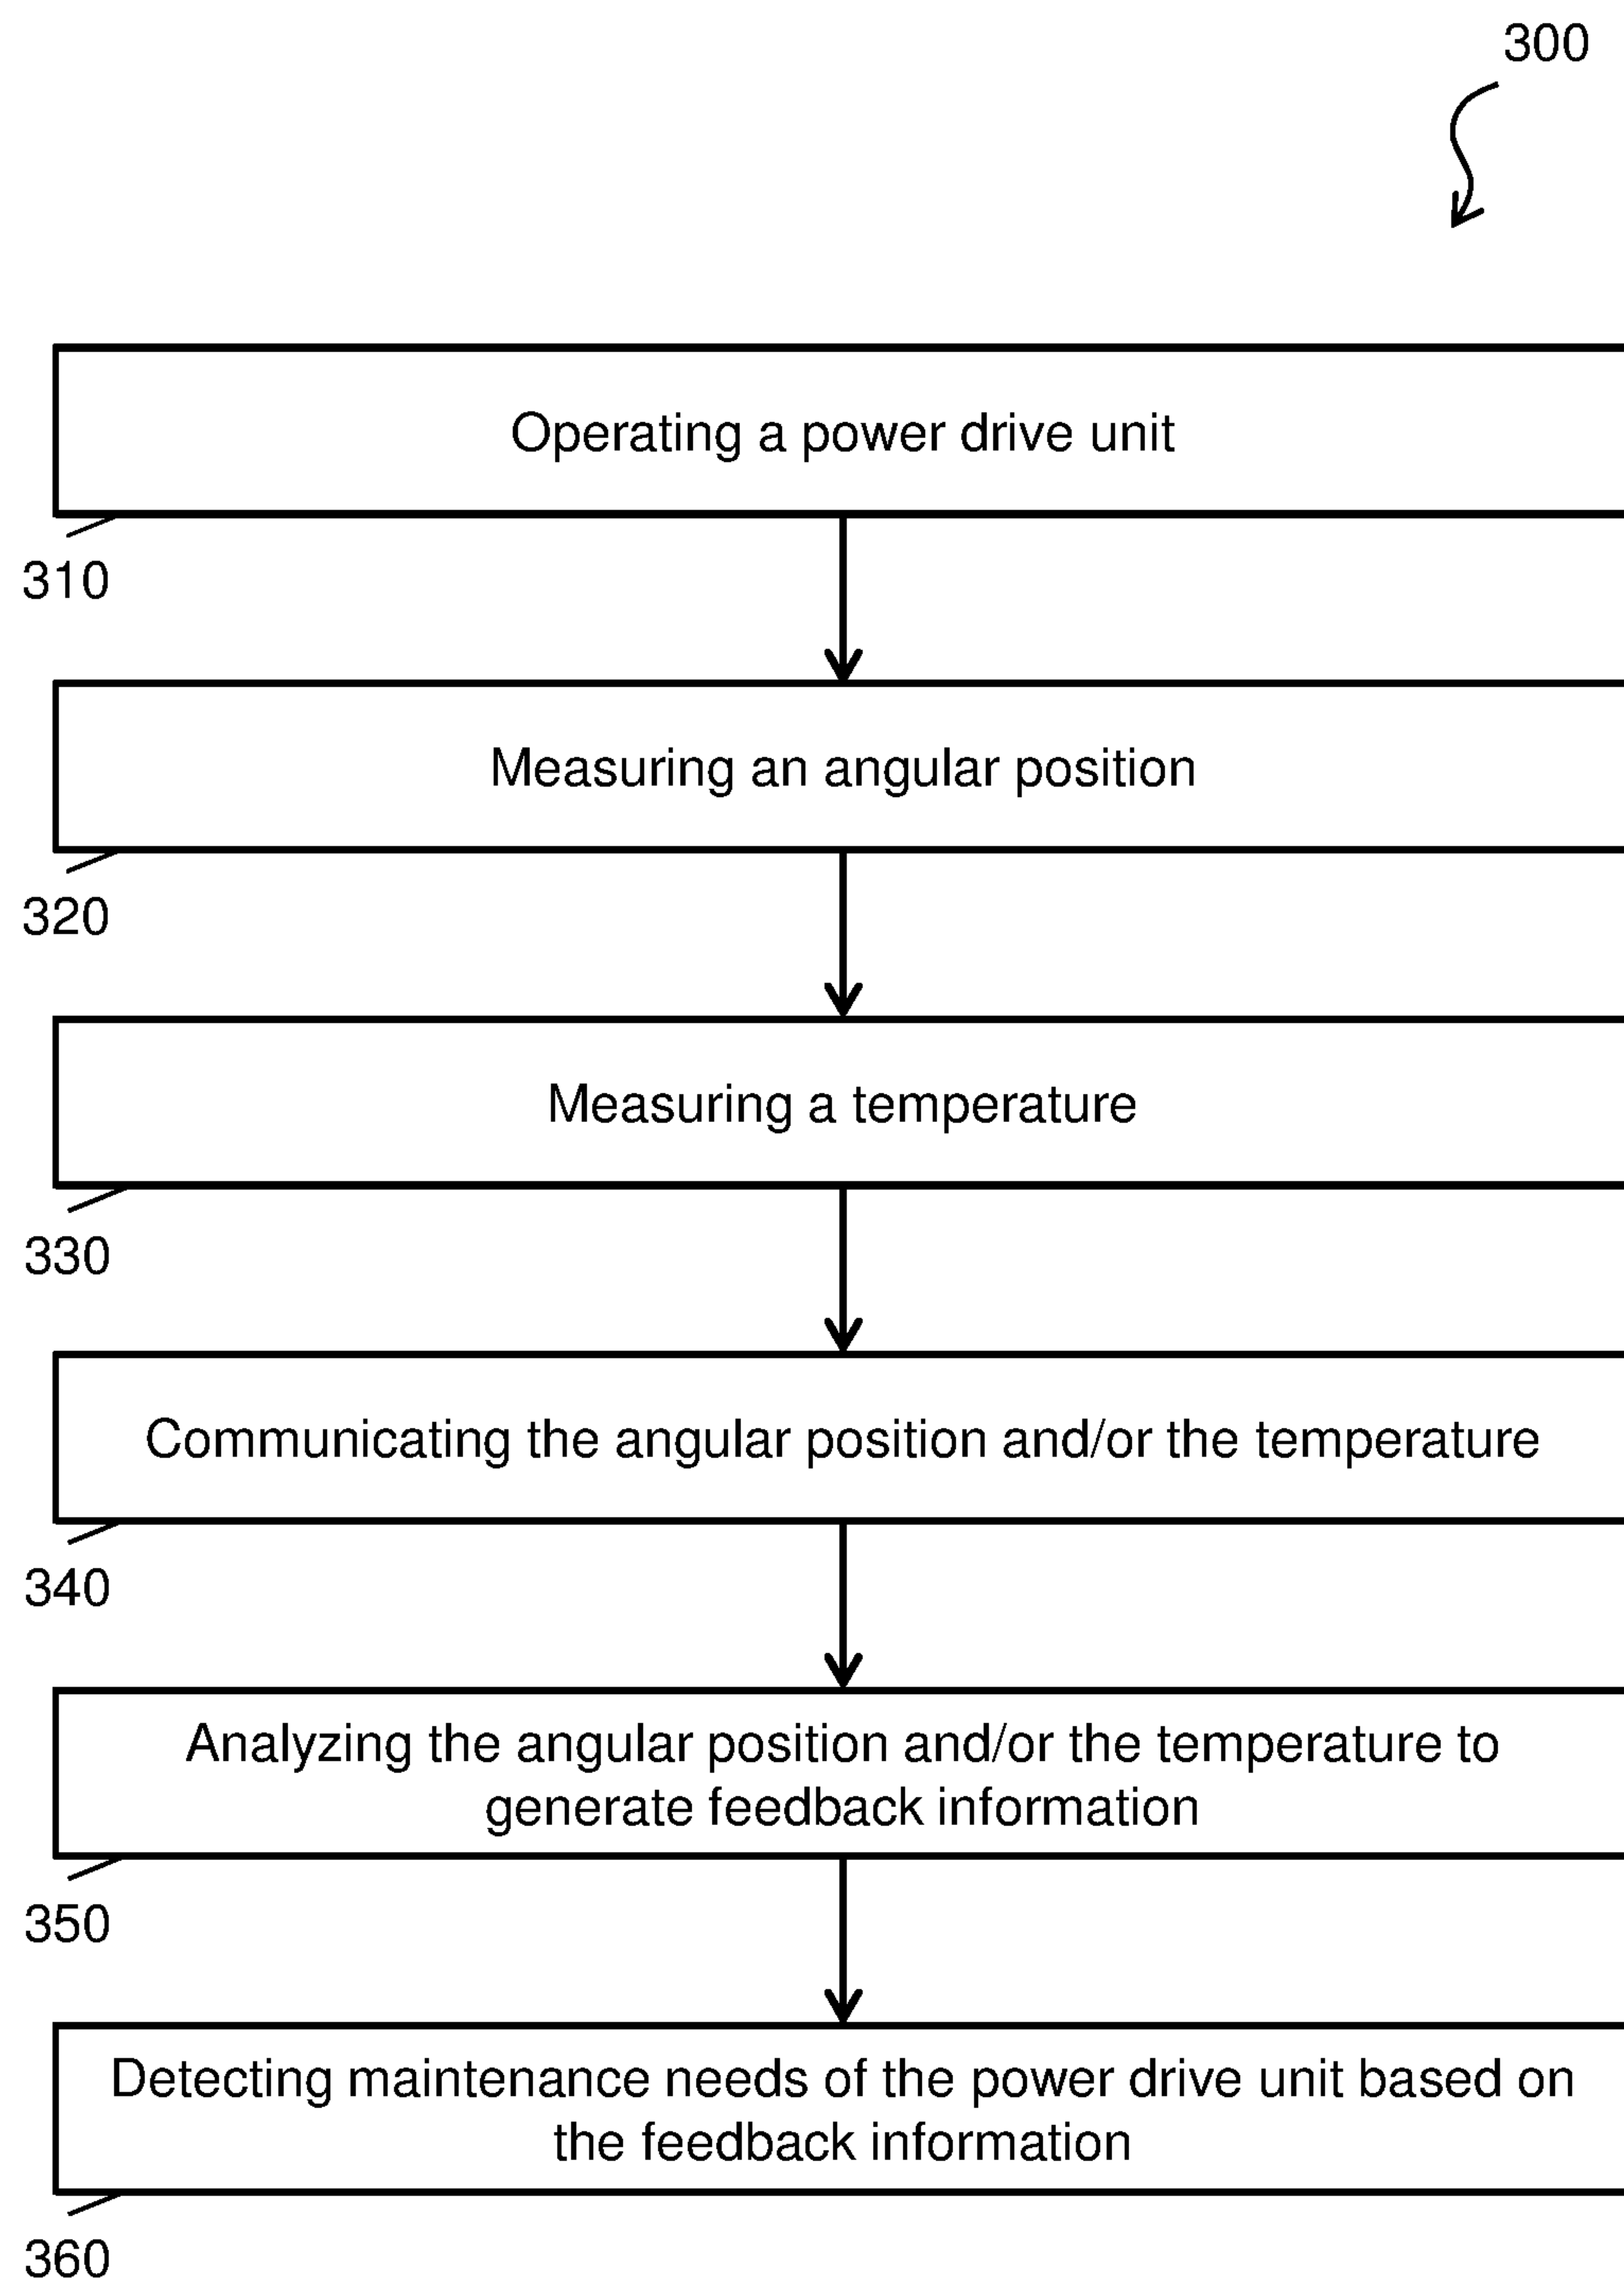 300
Operating a power drive unit
310
Measuring an angular position
320
Measuring a temperature
330
Communicating the angular position and/or the temperature
340
Analyzing the angular position and/or the temperature to
generate feedback information
350
Detecting maintenance needs of the power drive unit based on
the feedback information
360